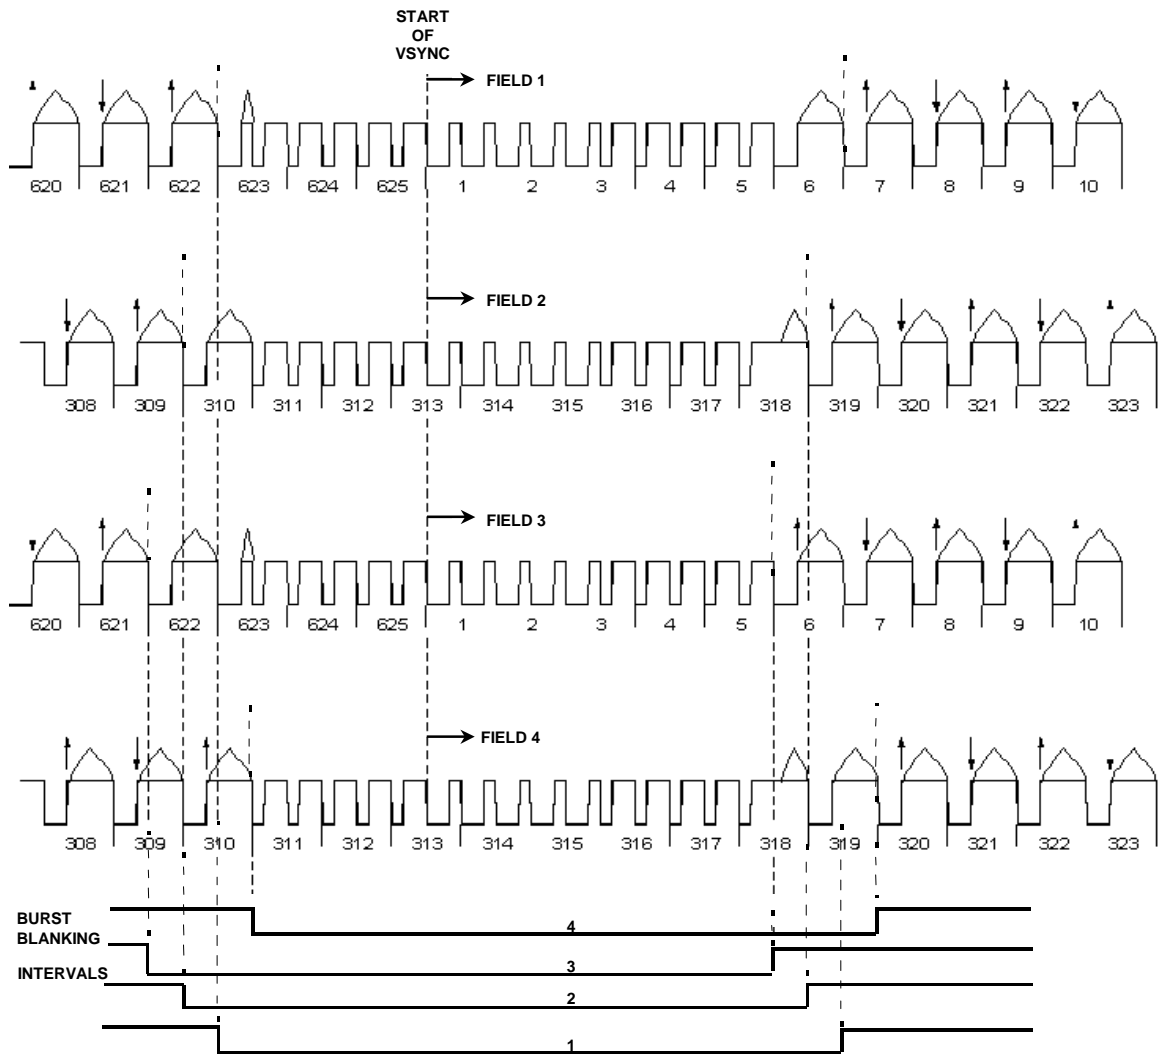 START
OF
VSYNC
FIELD 1
620 621 622 623 624 625 1 2 3 4 5 6 7 8 9 10
FIELD 2
308 309 310 311 312 313 314 315 316 317 318 319 320 321 322 323
FIELD 3
620 621 622 623 624 625 1 2 3 4 5 6 7 8 9 10
FIELD 4
308 309 310 311 312 313 314 315 316 317 318 319 320 321 322 323
BURST
BLANKING
INTERVALS
4
3
2
1